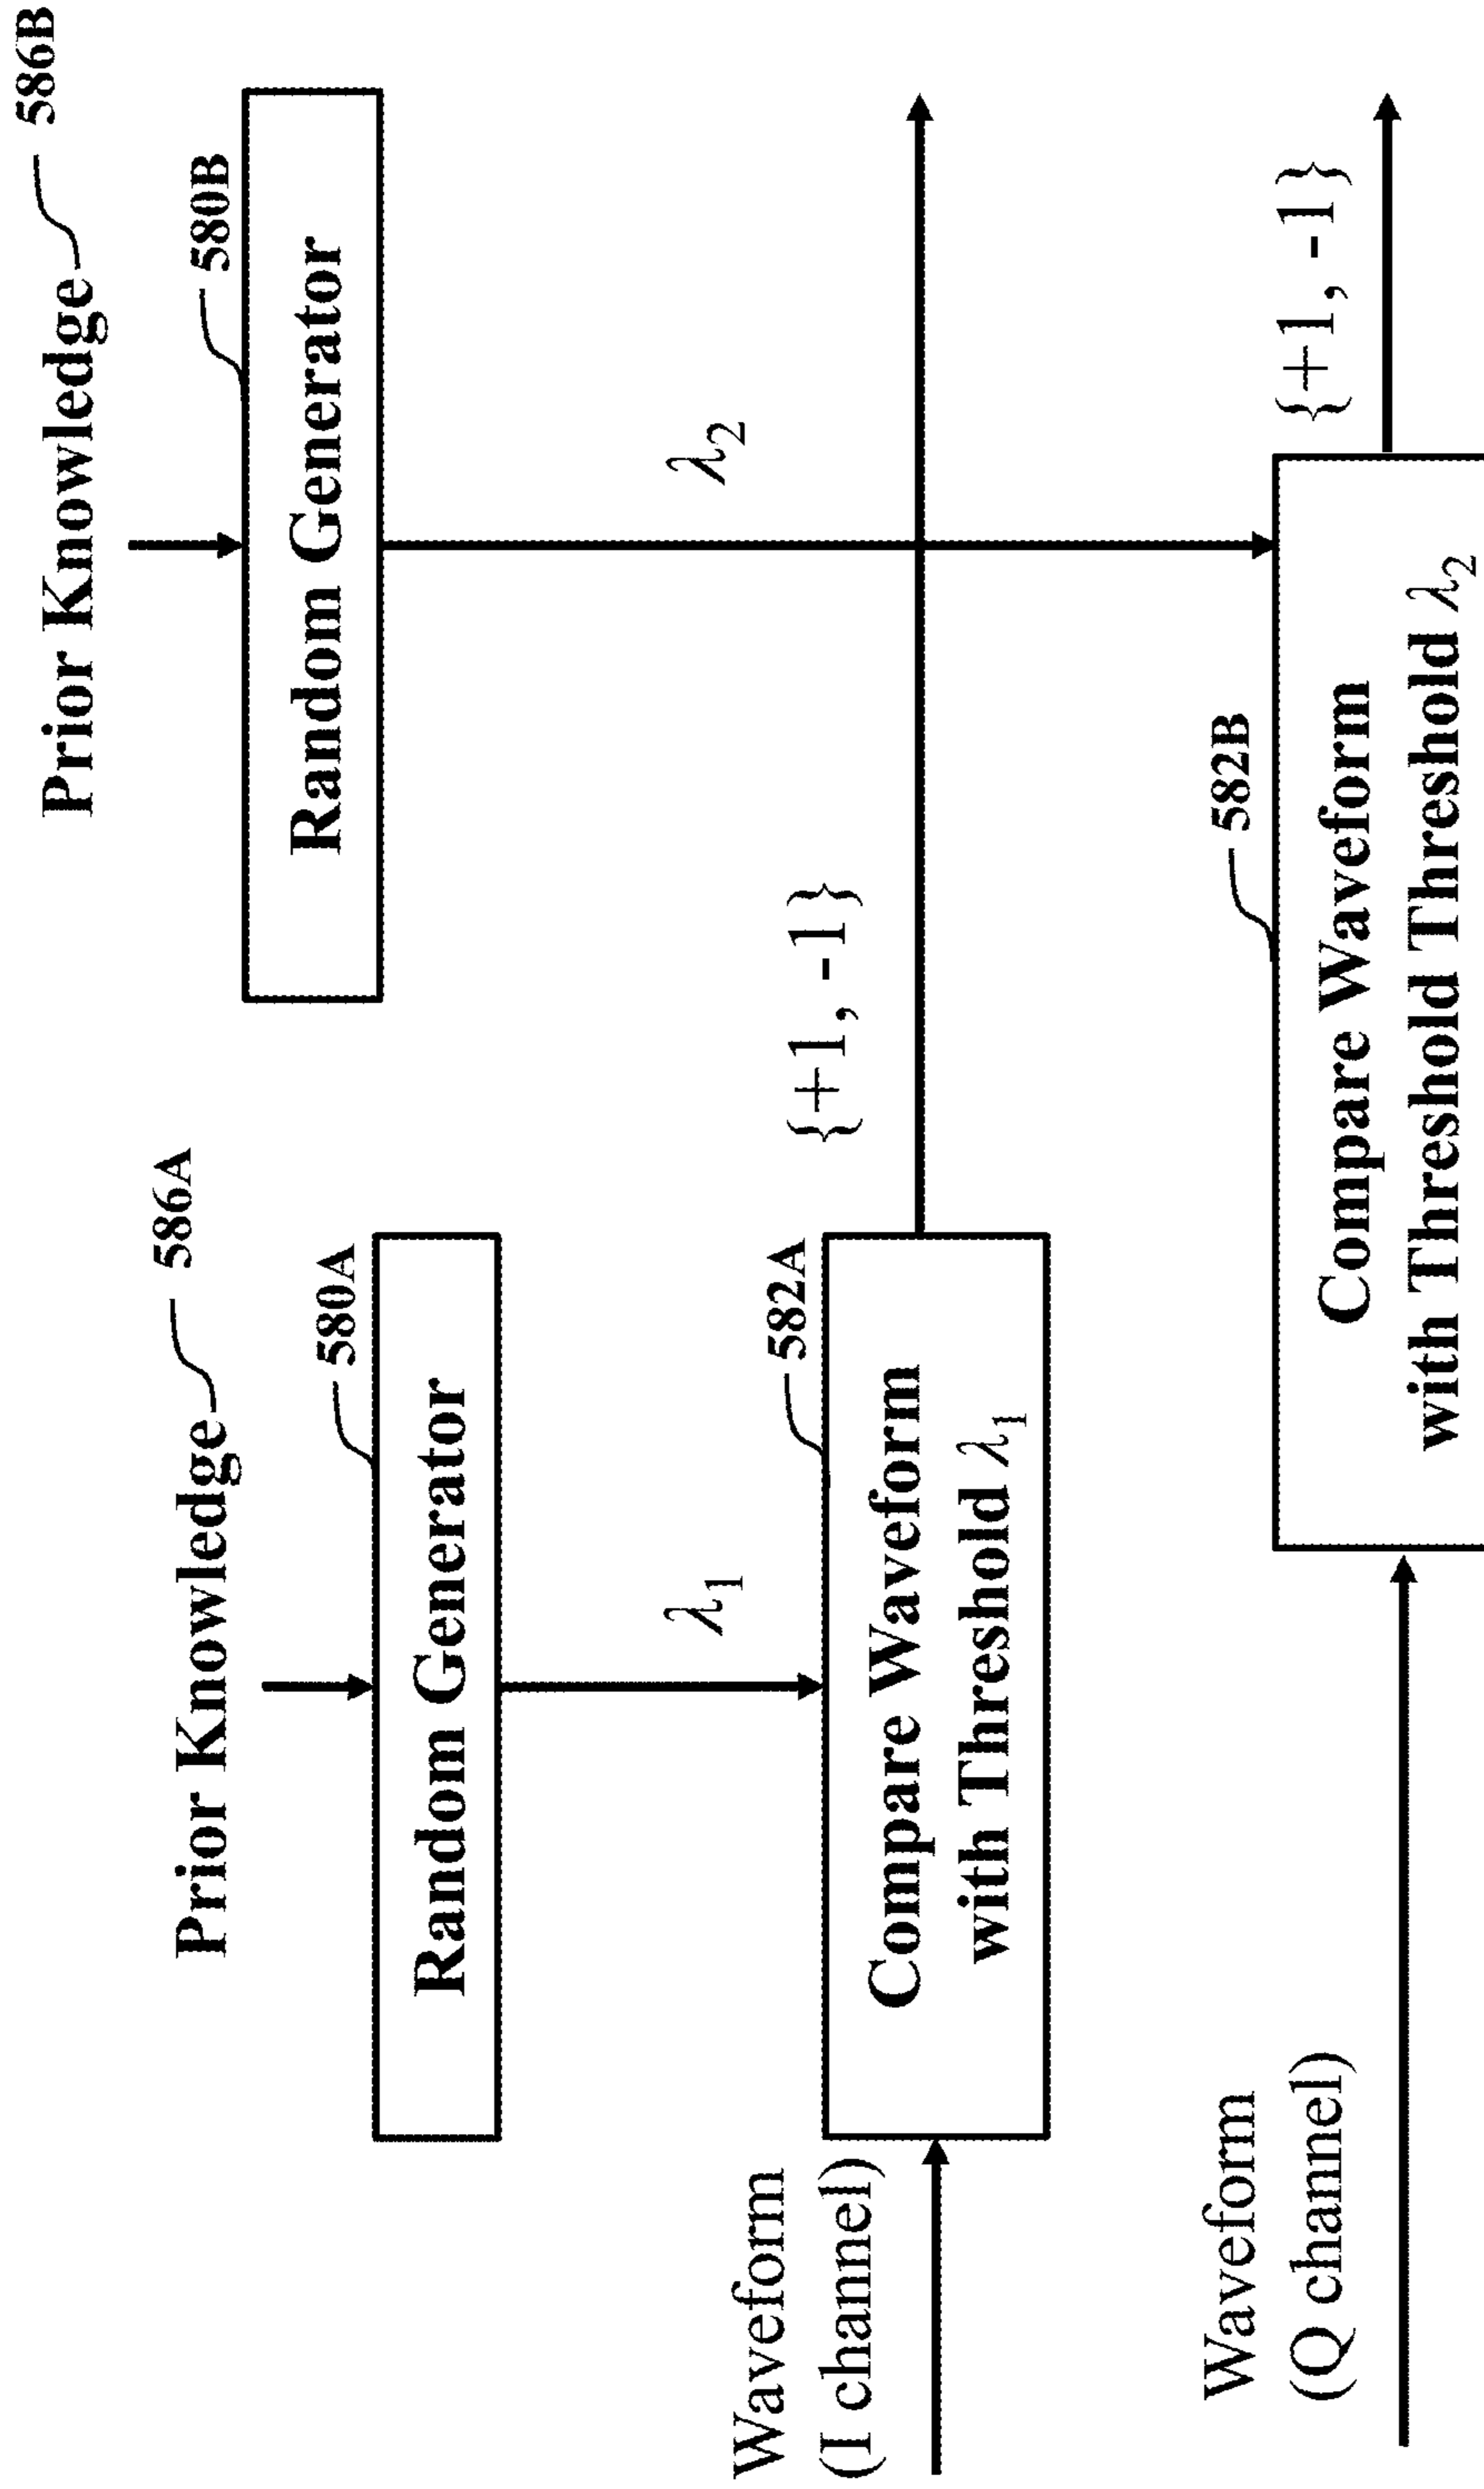 Prior Knowledge 586B
580B
Random Generator
Prior Knowledge 586A
580A
Random Generator
λ2
λ1
{+1, -1}
Waveform
(I channel)
582A
Compare Waveform
with Threshold λ1
{+1, -1}
Waveform
(Q channel)
582B
Compare Waveform
with Threshold Threshold λ2